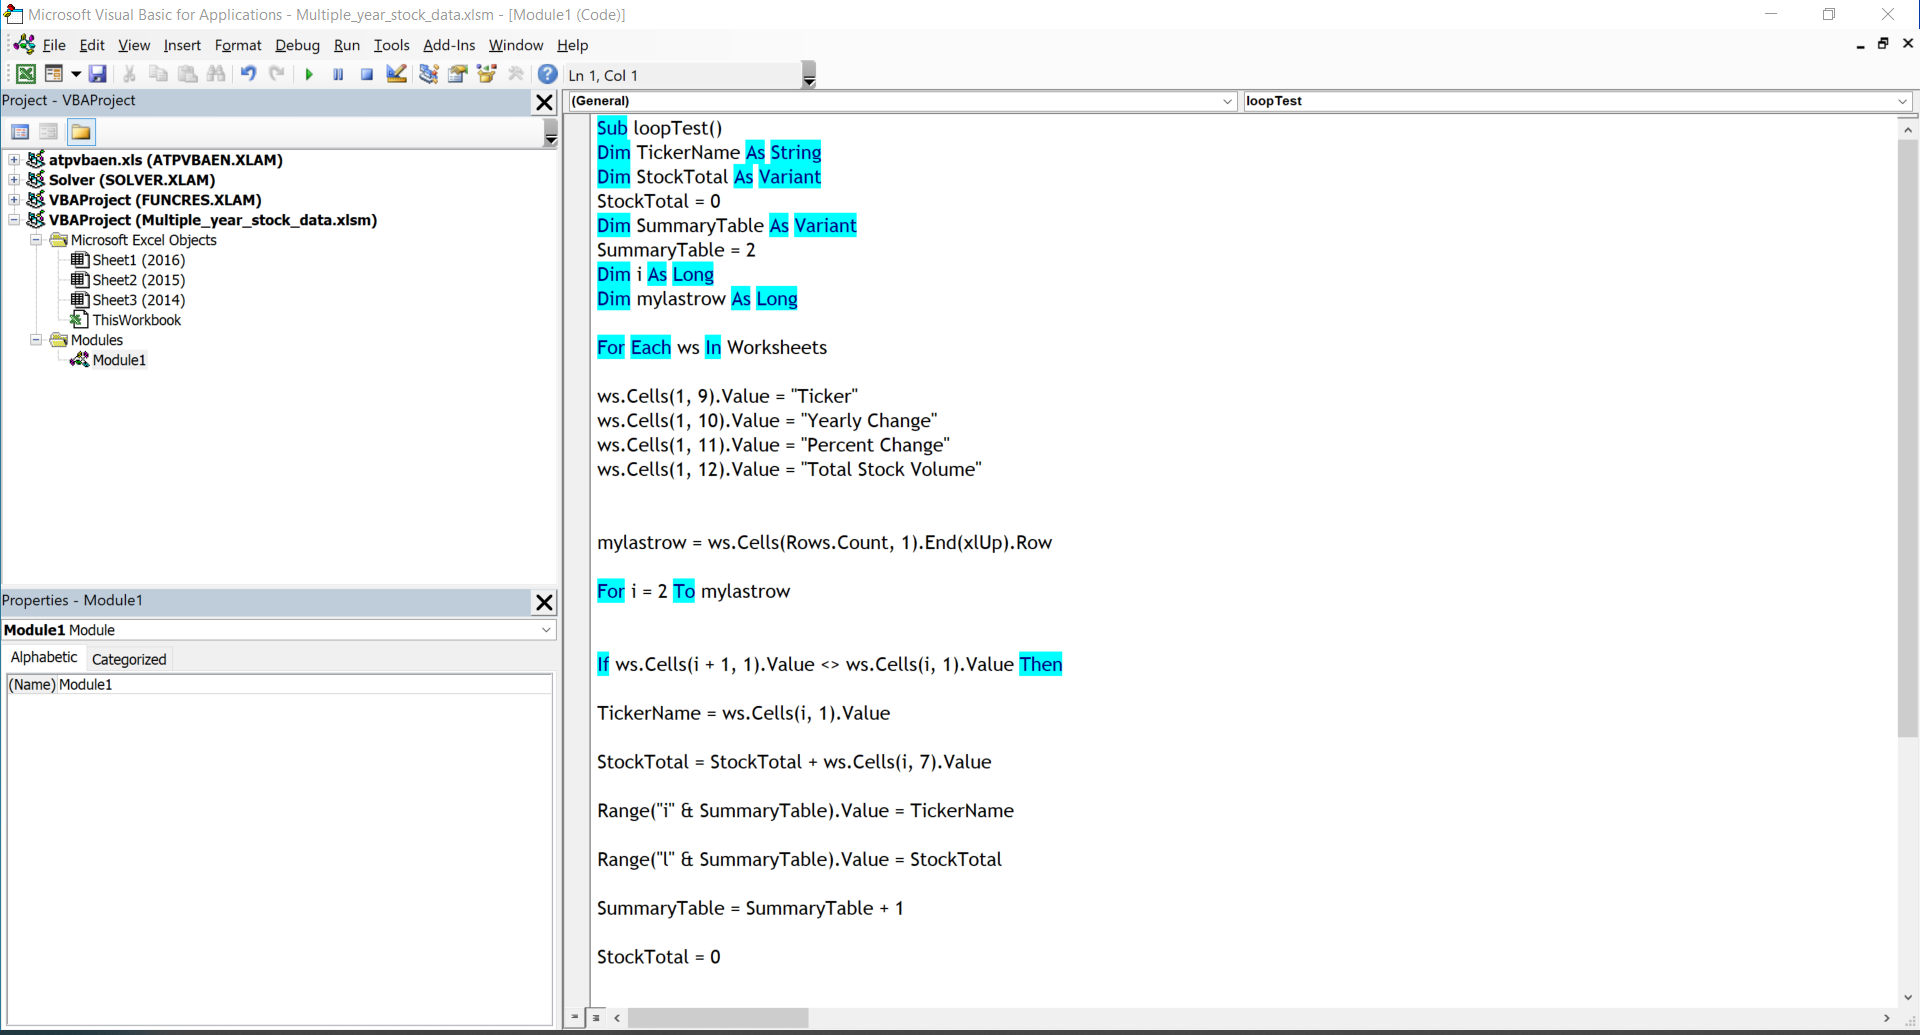 Microsoft Visual Basic for Applications - Multiple_year_stock_data.xlsm - [Module1 (Code)]
File Edit View Insert Format Debug Run Tools Add-Ins Window Help
Ln 1, Col 1
Project - VBAProject
atpvbaen.xls (ATPVBAEN.XLAM)
Solver (SOLVER.XLAM)
VBAProject (FUNCRES.XLAM)
VBAProject (Multiple_year_stock_data.xlsm)
Microsoft Excel Objects
Sheet1 (2016)
Sheet2 (2015)
Sheet3 (2014)
ThisWorkbook
Modules
Module1
Properties - Module1
Module1 Module
Alphabetic Categorized
(Name) Module1
(General) loopTest
Sub loopTest()
Dim TickerName As String
Dim StockTotal As Variant
StockTotal = 0
Dim SummaryTable As Variant
SummaryTable = 2
Dim i As Long
Dim mylastrow As Long
For Each ws In Worksheets
ws.Cells(1, 9).Value = "Ticker"
ws.Cells(1, 10).Value = "Yearly Change"
ws.Cells(1, 11).Value = "Percent Change"
ws.Cells(1, 12).Value = "Total Stock Volume"
mylastrow = ws.Cells(Rows.Count, 1).End(xlUp).Row
For i = 2 To mylastrow
If ws.Cells(i + 1, 1).Value <> ws.Cells(i, 1).Value Then
TickerName = ws.Cells(i, 1).Value
StockTotal = StockTotal + ws.Cells(i, 7).Value
Range("i" & SummaryTable).Value = TickerName
Range("l" & SummaryTable).Value = StockTotal
SummaryTable = SummaryTable + 1
StockTotal = 0